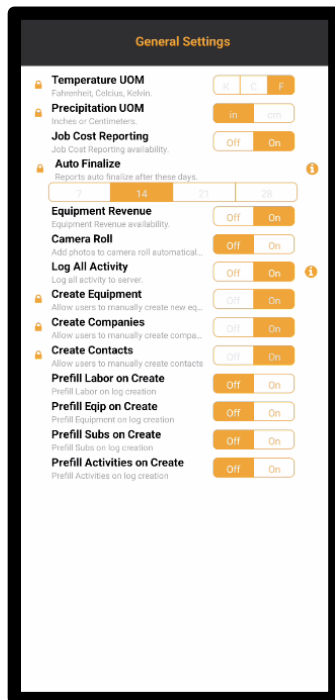 General Settings
Temperature UOM
K C F
Fahrenheit, Celcius, Kelvin.
Precipitation UOM
in cm
Inches or Centimeters.
Job Cost Reporting
Off On
Job Cost Reporting availability.
Auto Finalize
Reports auto finalize after these days.
7 14 21 28
Equipment Revenue
Off On
Equipment Revenue availability.
Camera Roll
Off On
Add photos to camera roll automatical...
Log All Activity
Off On
Log all activity to server.
Create Equipment
Off On
Allow users to manually create new eq...
Create Companies
Off On
Allow users to manually create compa...
Create Contacts
Off On
Allow users to manually create contacts
Prefill Labor on Create
Off On
Prefill Labor on log creation
Prefill Eqip on Create
Off On
Prefill Equipment on log creation
Prefill Subs on Create
Off On
Prefill Subs on log creation
Prefill Activities on Create
Off On
Prefill Activities on log creation